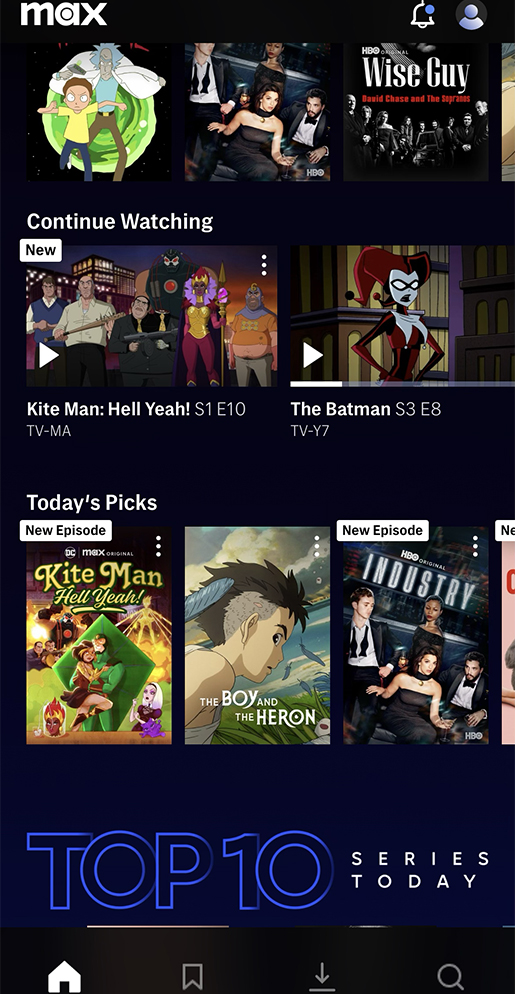 max
HBO ORIGINAL
Wise Guy
David Chase and The Sopranos
HBO
Continue Watching
New
Kite Man: Hell Yeah! S1 E10
TV-MA
The Batman S3 E8
TV-Y7
Today's Picks
New Episode
DC max ORIGINAL
Kite Man
Hell Yeah!
THE BOY AND
THE HERON
New Episode
HBO ORIGINAL
INDUSTRY
HBO
Ne
TOP 10
SERIES
TODAY